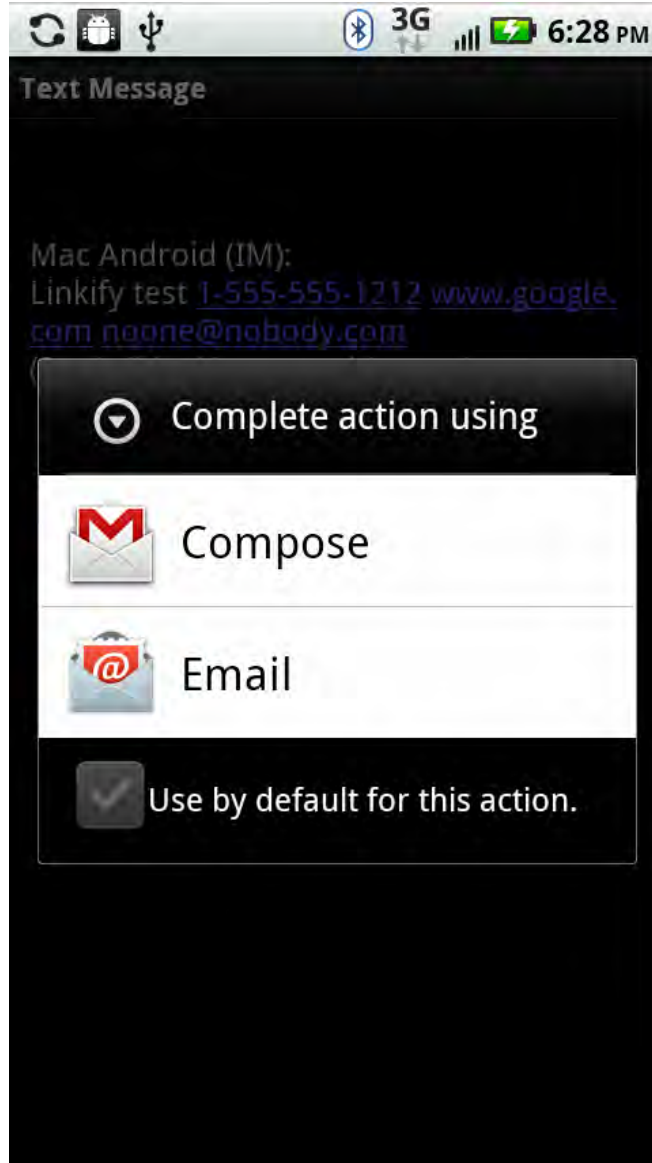 3G
6:28 PM
Text Message
Mac Android (IM):
Linkify test 1-555-555-1212 www.google.
com noone@nobody.com
Complete action using
Compose
@
Email
Use by default for this action.